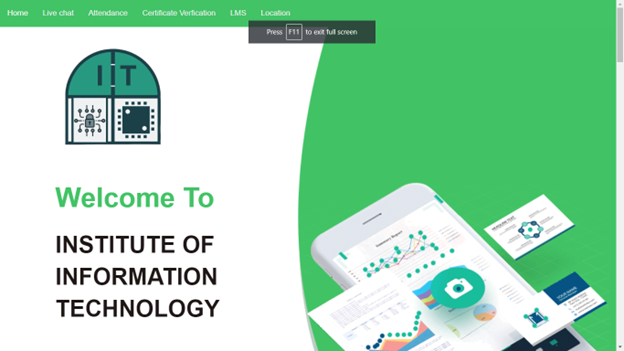 Home Live chat Attendance Certificate Verfication LMS Location
Press F11 to exit full screen
IIT
Welcome To
INSTITUTE OF
INFORMATION
TECHNOLOGY